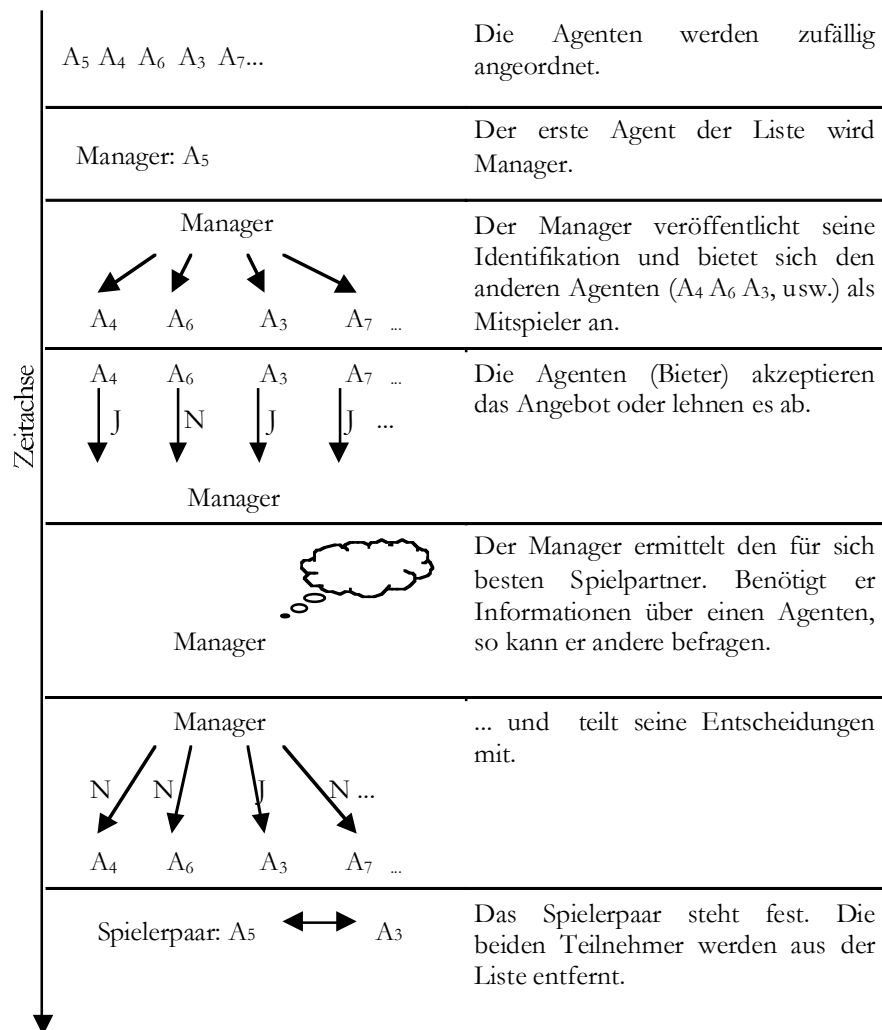 Zeitachse
A₅ A₄ A₆ A₃ A₇...
Die Agenten werden zufällig
angeordnet.
Manager: A₅
Der erste Agent der Liste wird
Manager.
Manager
A₄ A₆ A₃ A₇ ...
Der Manager veröffentlicht seine
Identifikation und bietet sich den
anderen Agenten (A₄ A₆ A₃, usw.) als
Mitspieler an.
A₄ A₆ A₃ A₇ ...
J N J J ...
Manager
Die Agenten (Bieter) akzeptieren
das Angebot oder lehnen es ab.
Manager
Der Manager ermittelt den für sich
besten Spielpartner. Benötigt er
Informationen über einen Agenten,
so kann er andere befragen.
Manager
N N J N ...
A₄ A₆ A₃ A₇ ...
... und teilt seine Entscheidungen
mit.
Spielerpaar: A₅ A₃
Das Spielerpaar steht fest. Die
beiden Teilnehmer werden aus der
Liste entfernt.